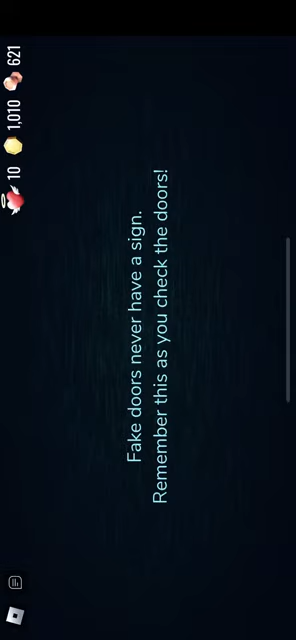 10 1,010 621
Fake doors never have a sign.
Remember this as you check the doors!